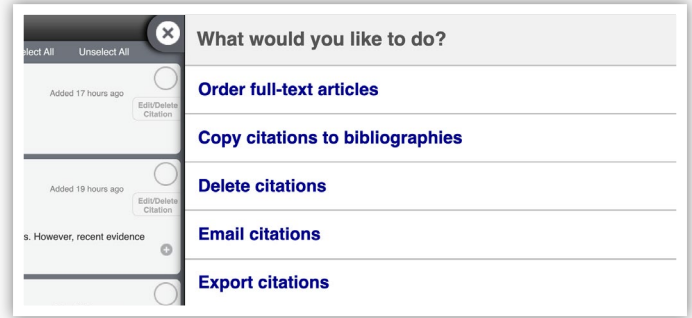 What would you like to do?
Select All Unselect All
Order full-text articles
Added 17 hours ago
Edit/Delete
Citation
Copy citations to bibliographies
Delete citations
Added 19 hours ago
Edit/Delete
Citation
Email citations
s. However, recent evidence
Export citations